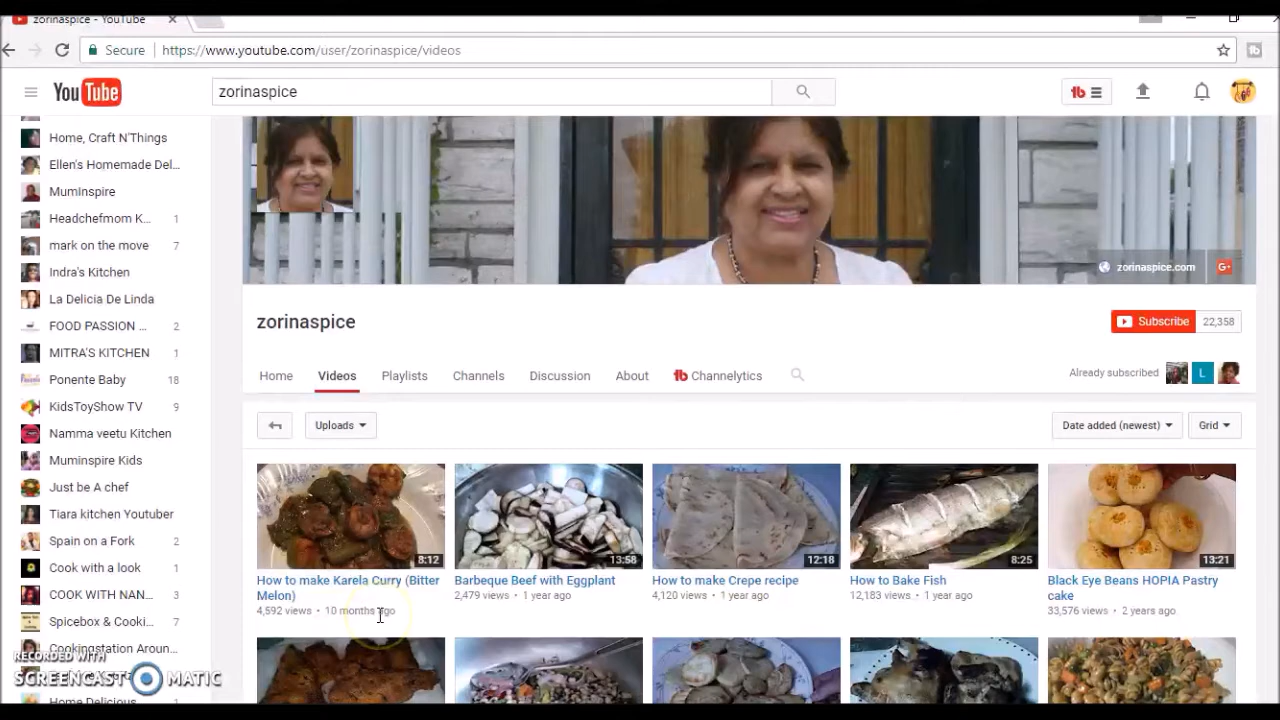 zorinaspice - YouTube
Secure https://www.youtube.com/user/zorinaspice/videos
YouTube zorinaspice
Home, Craft N'Things
Ellen's Homemade Del...
Muminspire
Headchefmom K... 1
mark on the move 7
Indra's Kitchen
La Delicia De Linda
FOOD PASSION ... 2
MITRA'S KITCHEN 1
Ponente Baby 18
KidsToyShow TV 9
Namma veetu Kitchen
Muminspire Kids
Just be A chef
Tiara kitchen Youtuber
Spain on a Fork 2
Cook with a look 1
COOK WITH NAN... 3
Spicebox & Cooki... 7
Cookingstation Aroun...
Home Delicious
zorinaspice.com G+
zorinaspice
Subscribe 22,358
Home Videos Playlists Channels Discussion About Channelytics
Already subscribed L
Uploads Date added (newest) Grid
8:12 13:58 12:18 8:25 13:21
How to make Karela Curry (Bitter Melon)
4,592 views • 10 months ago
Barbeque Beef with Eggplant
2,479 views • 1 year ago
How to make Crepe recipe
4,120 views • 1 year ago
How to Bake Fish
12,183 views • 1 year ago
Black Eye Beans HOPIA Pastry cake
33,576 views • 2 years ago
RECORDED WITH
SCREENCAST MATIC